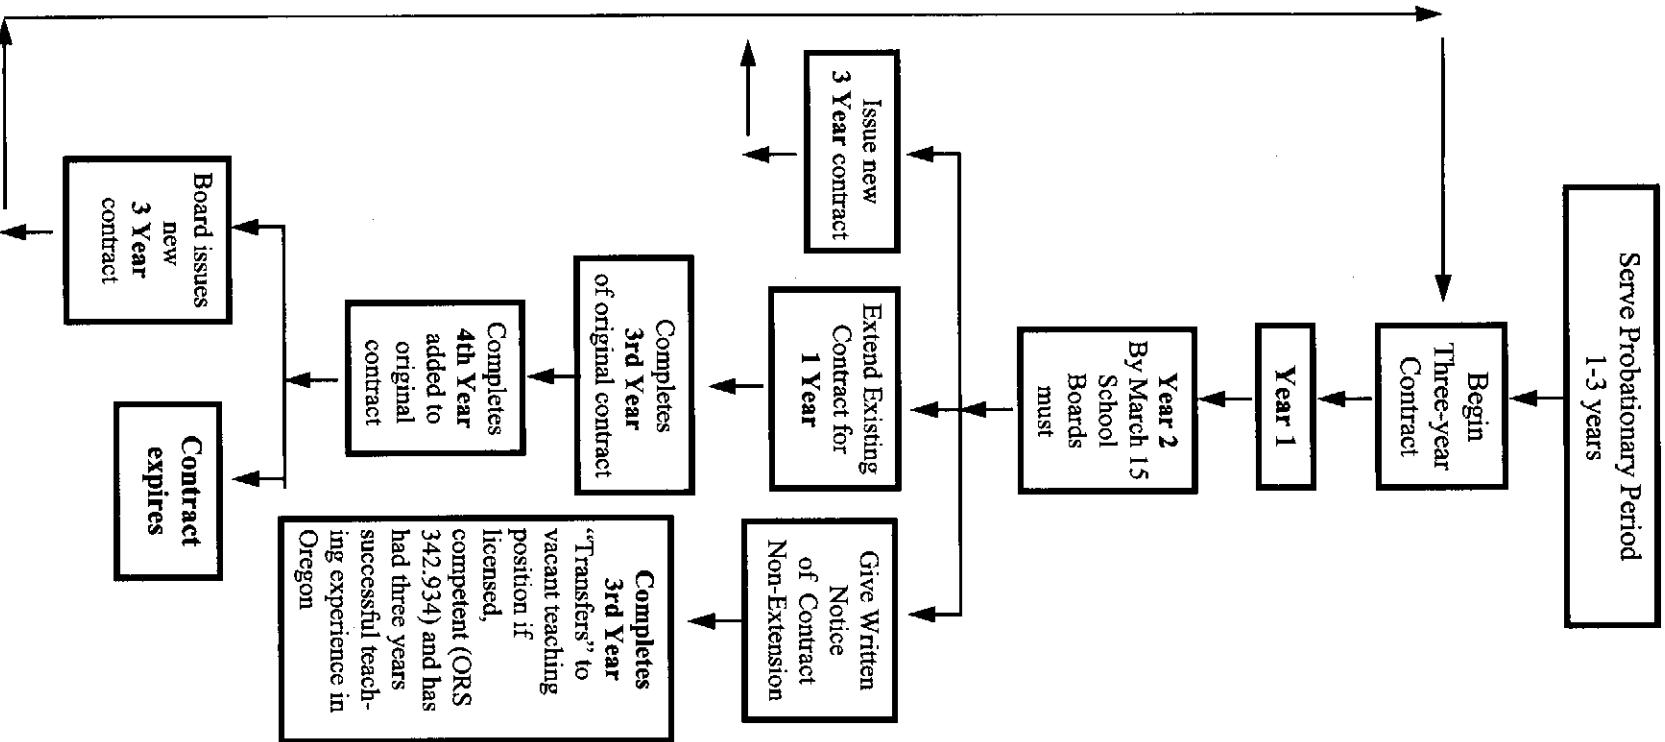 Serve Probationary Period
1-3 years
Begin
Three-year
Contract
Year 1
Year 2
By March 15
School
Boards
must
Issue new
3 Year contract
Extend Existing
Contract for
1 Year
Give Written
Notice
of Contract
Non-Extension
Completes
3rd Year
of original contract
Completes
4th Year
added to
original
contract
Completes
3rd Year
“Transfers” to
vacant teaching
position if
licensed,
competent (ORS
342.934) and has
had three years
successful teach-
ing experience in
Oregon
Board issues
new
3 Year
contract
Contract
expires